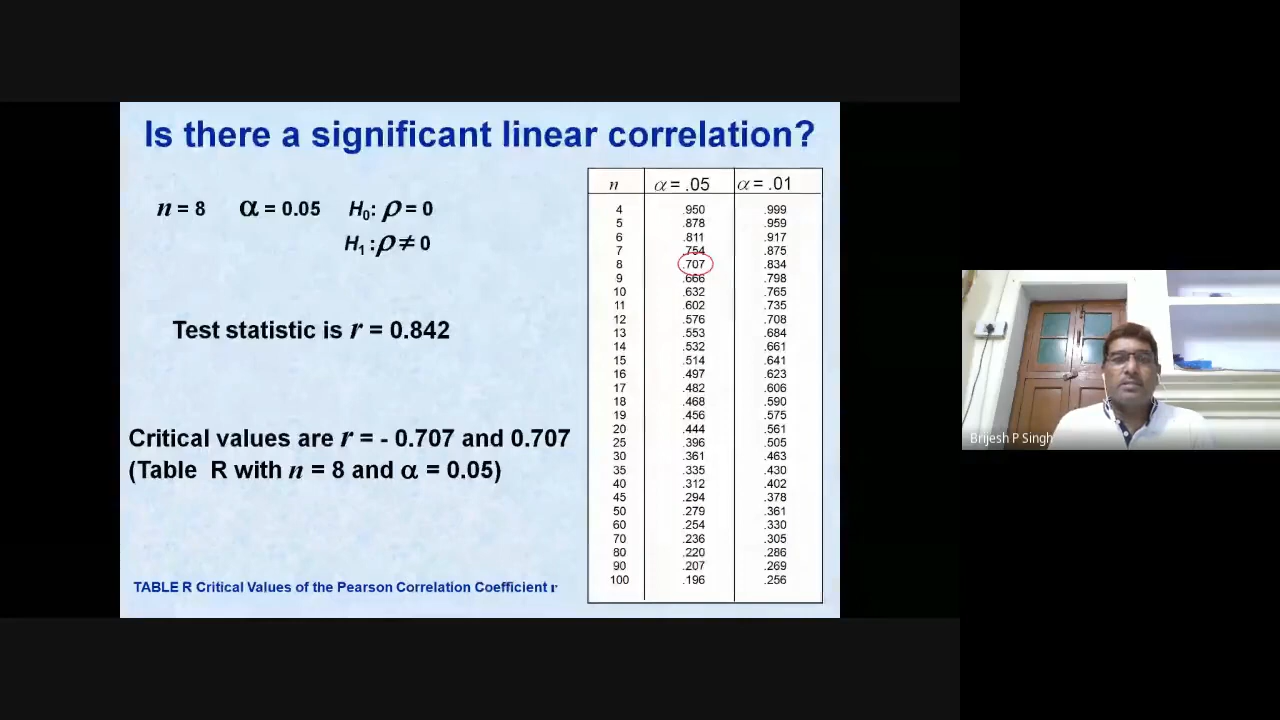 Is there a significant linear correlation?
n = 8 α = 0.05 H0: ρ = 0
H1 : ρ ≠ 0
Test statistic is r = 0.842
Critical values are r = - 0.707 and 0.707
(Table R with n = 8 and α = 0.05)
TABLE R Critical Values of the Pearson Correlation Coefficient r
n α = .05 α = .01
4 .950 .999
5 .878 .959
6 .811 .917
7 .754 .875
8 .707 .834
9 .666 .798
10 .632 .765
11 .602 .735
12 .576 .708
13 .553 .684
14 .532 .661
15 .514 .641
16 .497 .623
17 .482 .606
18 .468 .590
19 .456 .575
20 .444 .561
25 .396 .505
30 .361 .463
35 .335 .430
40 .312 .402
45 .294 .378
50 .279 .361
60 .254 .330
70 .236 .305
80 .220 .286
90 .207 .269
100 .196 .256
Brijesh P Singh